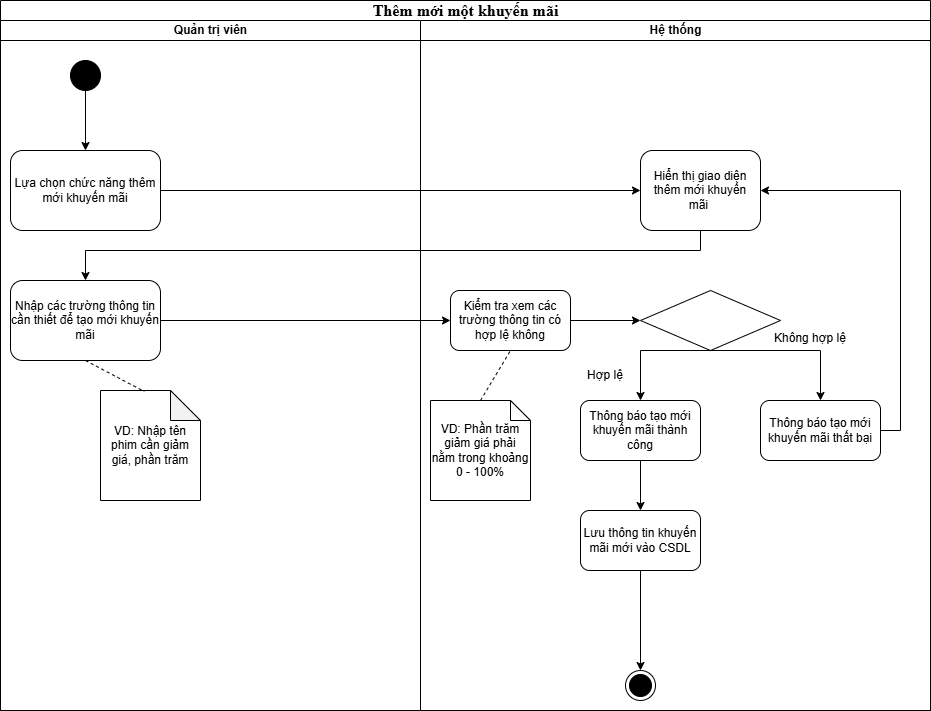 Thêm mới một khuyến mãi
Quản trị viên
Hệ thống
Lựa chọn chức năng thêm
mới khuyến mãi
Hiển thị giao diện
thêm mới khuyến
mãi
Nhập các trường thông tin
cần thiết để tạo mới khuyến
mãi
Kiểm tra xem các
trường thông tin có
hợp lệ không
Không hợp lệ
Hợp lệ
VD: Nhập tên
phim cần giảm
giá, phần trăm
VD: Phần trăm
giảm giá phải
nằm trong khoảng
0 - 100%
Thông báo tạo mới
khuyến mãi thành
công
Thông báo tạo mới
khuyến mãi thất bại
Lưu thông tin khuyến
mãi mới vào CSDL